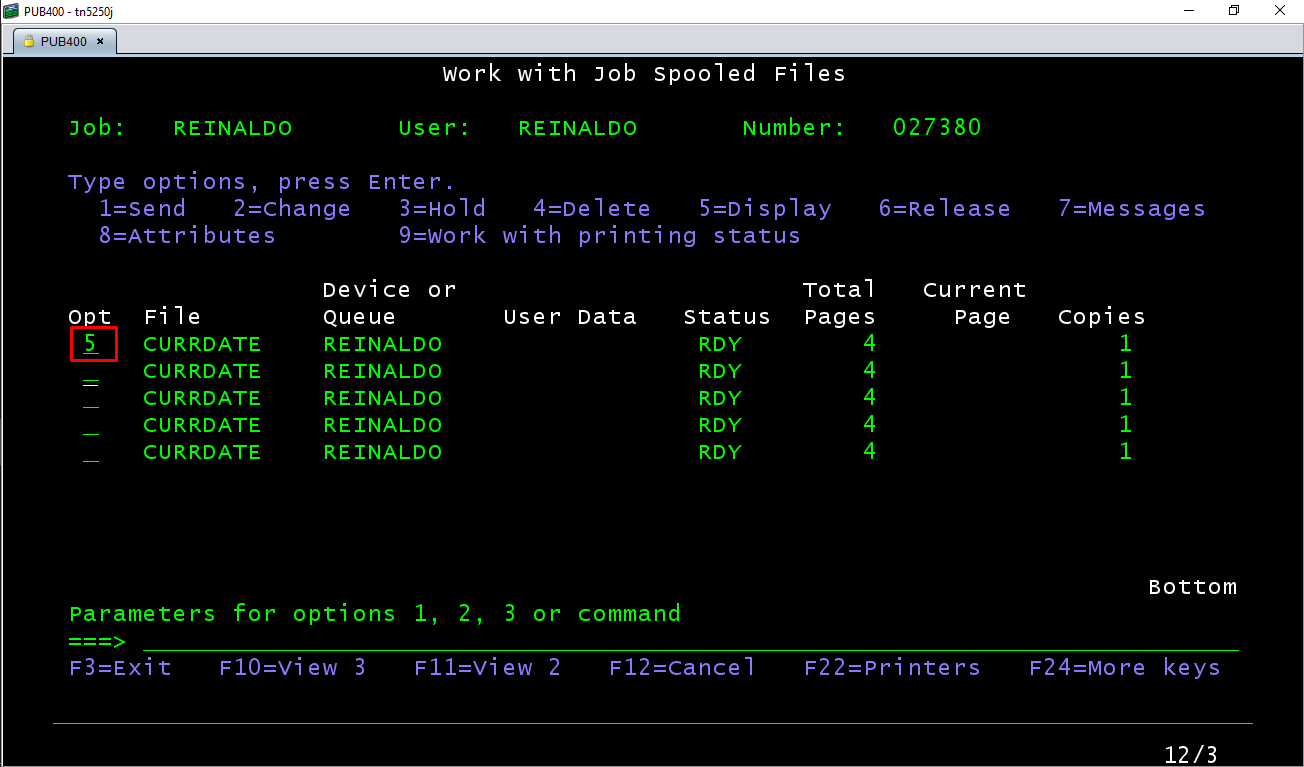 PUB400 - tn5250j
PUB400 ×
Work with Job Spooled Files
Job: REINALDO User: REINALDO Number: 027380
Type options, press Enter.
1=Send 2=Change 3=Hold 4=Delete 5=Display 6=Release 7=Messages
8=Attributes 9=Work with printing status
Device or Total Current
Opt File Queue User Data Status Pages Page Copies
5 CURRDATE REINALDO RDY 4 1
_ CURRDATE REINALDO RDY 4 1
_ CURRDATE REINALDO RDY 4 1
_ CURRDATE REINALDO RDY 4 1
_ CURRDATE REINALDO RDY 4 1
Bottom
Parameters for options 1, 2, 3 or command
===>
F3=Exit F10=View 3 F11=View 2 F12=Cancel F22=Printers F24=More keys
12/3